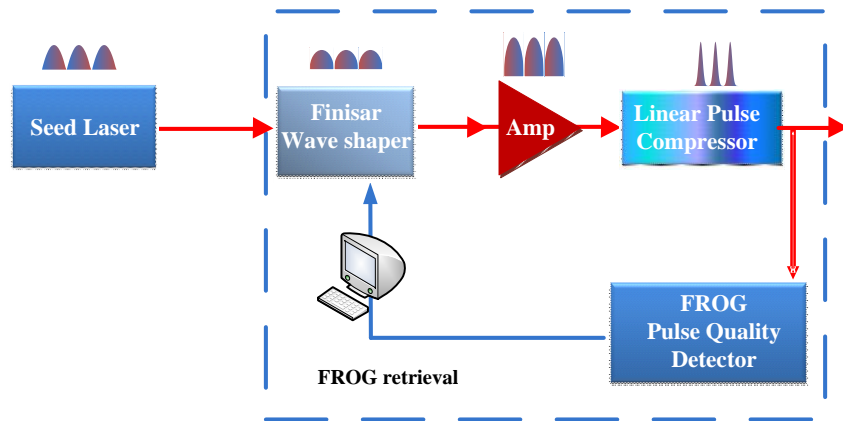 Seed Laser
Finisar
Wave shaper
Amp
Linear Pulse
Compressor
FROG
Pulse Quality
Detector
FROG retrieval